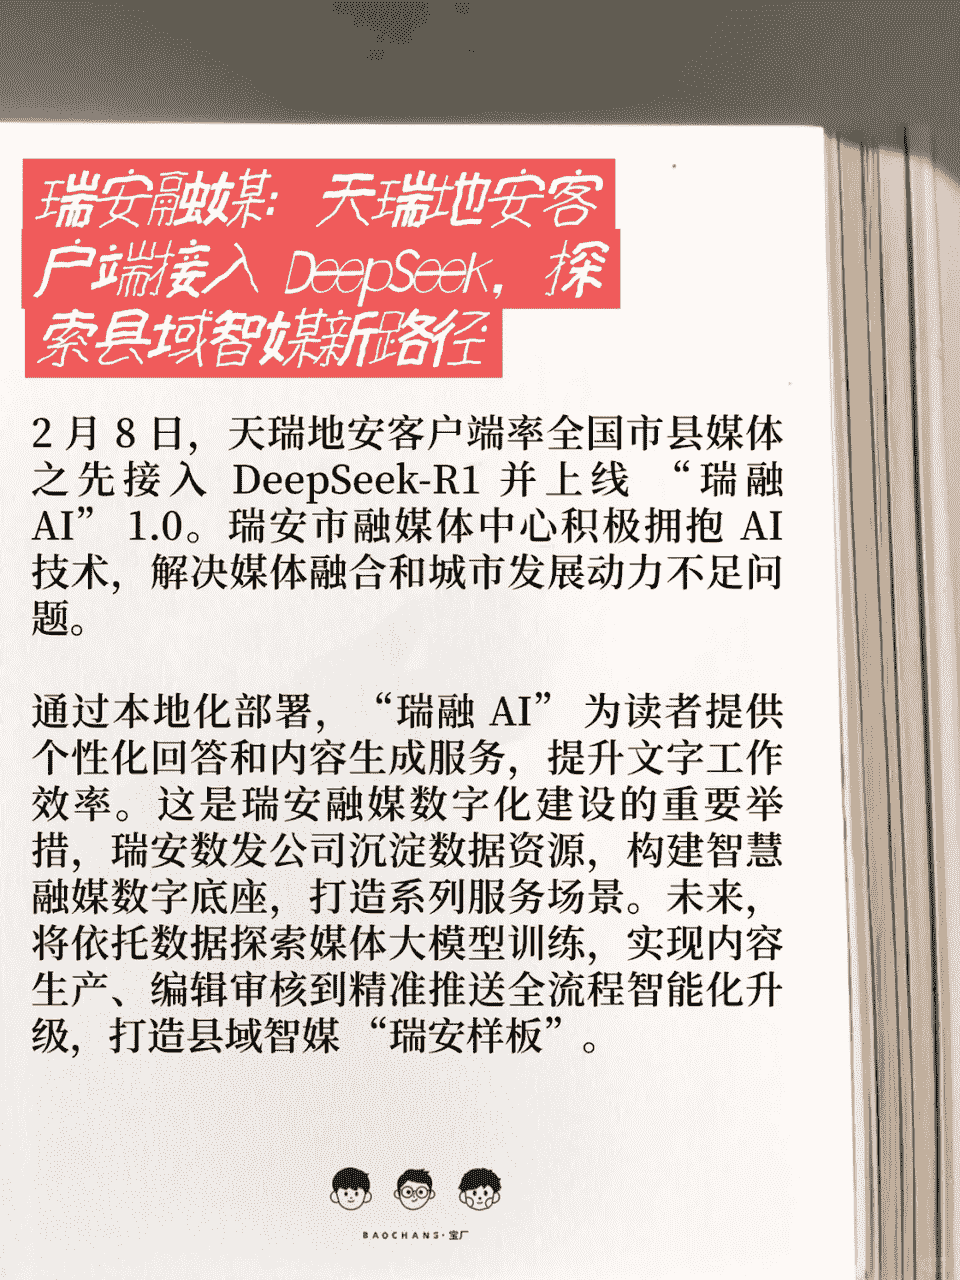 瑞安融媒：天瑞地安客
户端接入 DeepSeek，探
索县域智媒新路径
2 月 8 日，天瑞地安客户端率全国市县媒体
之先接入 DeepSeek-R1 并上线 “瑞融
AI” 1.0。瑞安市融媒体中心积极拥抱 AI
技术，解决媒体融合和城市发展动力不足问
题。
通过本地化部署，“瑞融 AI” 为读者提供
个性化回答和内容生成服务，提升文字工作
效率。这是瑞安融媒数字化建设的重要举
措，瑞安数发公司沉淀数据资源，构建智慧
融媒数字底座，打造系列服务场景。未来，
将依托数据探索媒体大模型训练，实现内容
生产、编辑审核到精准推送全流程智能化升
级，打造县域智媒 “瑞安样板” 。
BAOCHANG·宝厂